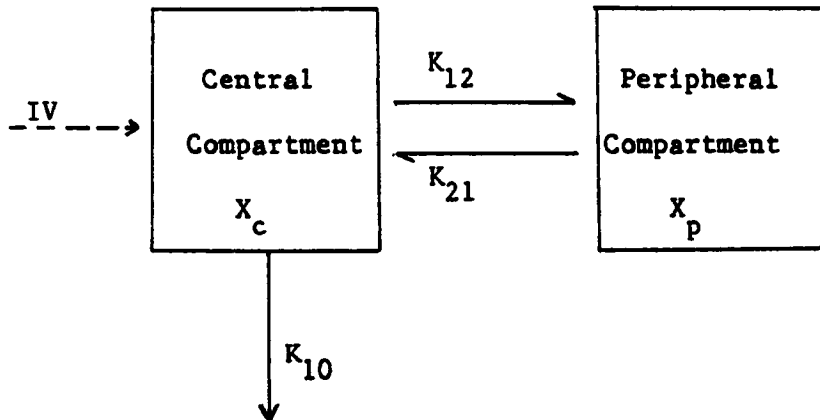 IV
Central
Compartment
X_c
K_12
K_21
Peripheral
Compartment
X_p
K_10